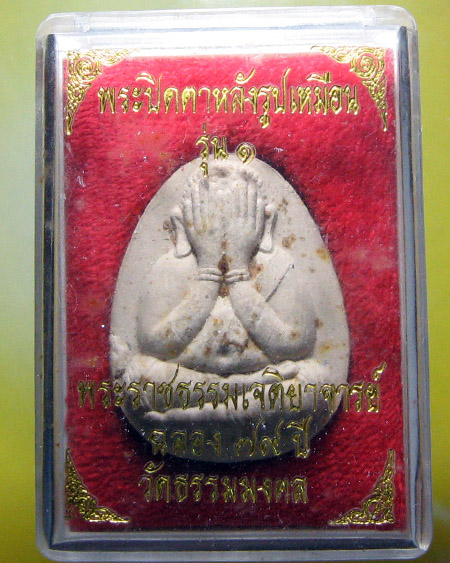 พระปิดตาหลังรูปเหมือน
รุ่น ๑
พระราชธรรมเจติยาจารย์
ฉลอง ๗๙ ปี
วัดธรรมมงคล